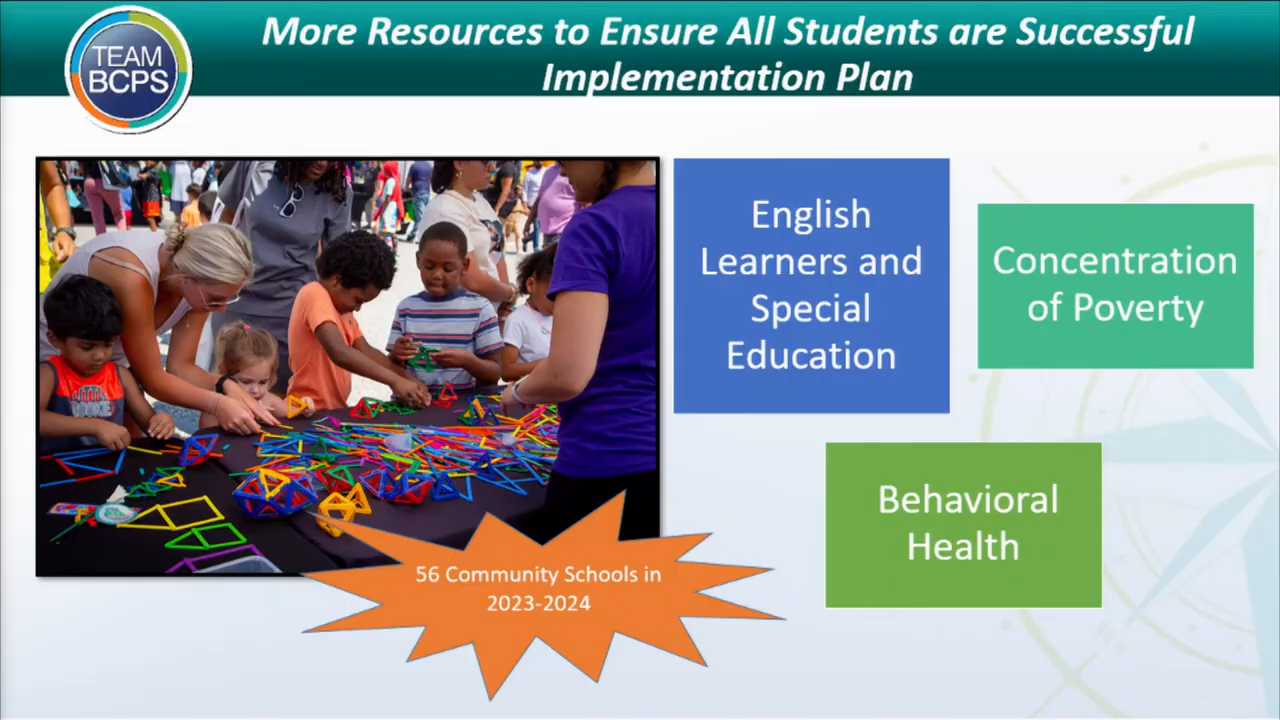 TEAM
BCPS
More Resources to Ensure All Students are Successful
Implementation Plan
English
Learners and
Special
Education
Concentration
of Poverty
Behavioral
Health
56 Community Schools in
2023-2024